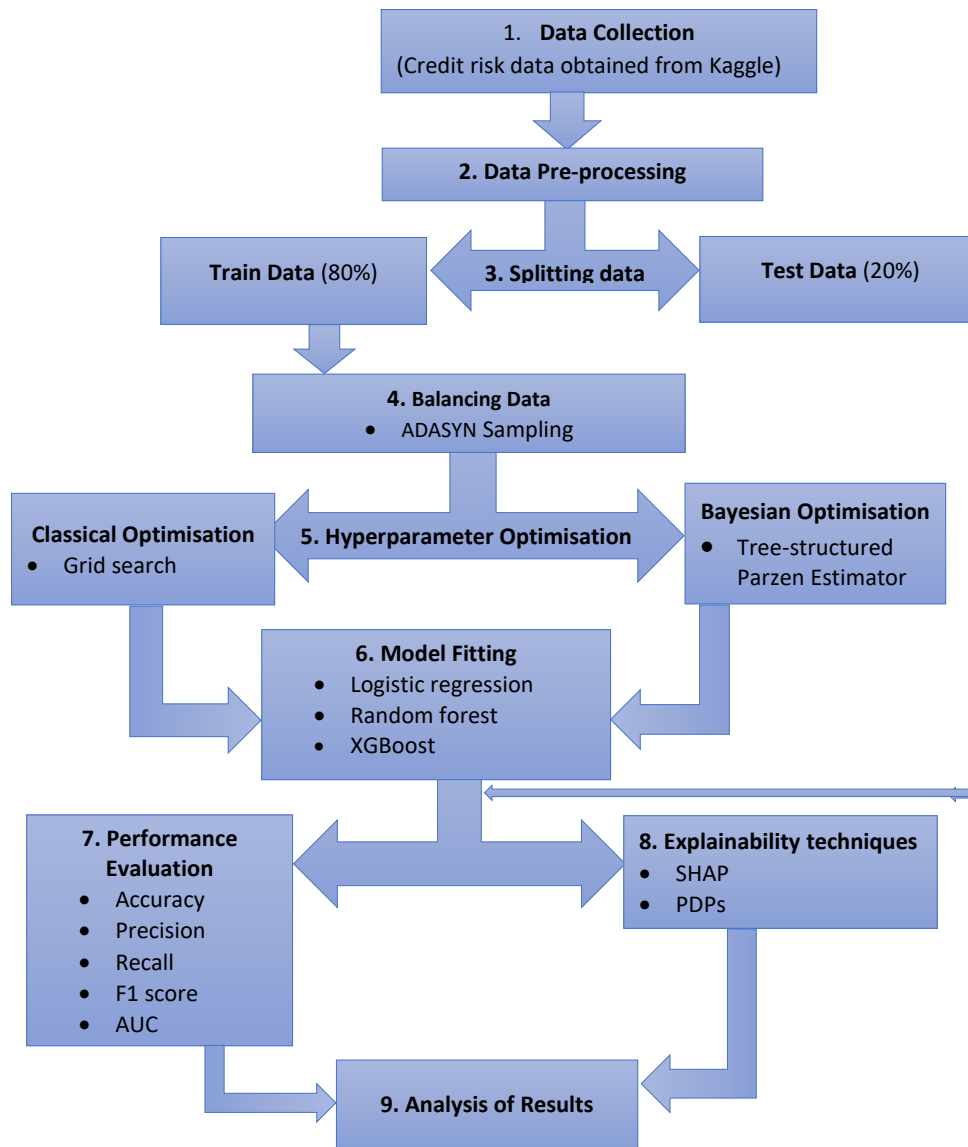 1. Data Collection
(Credit risk data obtained from Kaggle)
2. Data Pre-processing
Train Data (80%)
3. Splitting data
Test Data (20%)
4. Balancing Data
• ADASYN Sampling
Classical Optimisation
• Grid search
5. Hyperparameter Optimisation
Bayesian Optimisation
• Tree-structured
Parzen Estimator
6. Model Fitting
• Logistic regression
• Random forest
• XGBoost
7. Performance
Evaluation
• Accuracy
• Precision
• Recall
• F1 score
• AUC
8. Explainability techniques
• SHAP
• PDPs
9. Analysis of Results